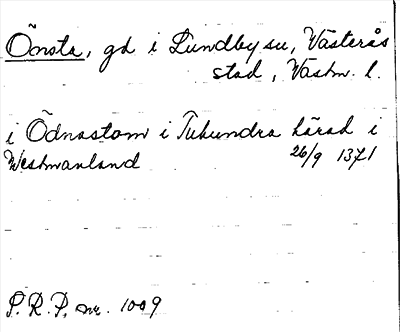 Önsta, gd i Lundby sn, Västerås
stad, Västm. l.
i Ödnastom i Tuhundra härad i
Westmanland 26/9 1371
P.R.P. nr. 1009